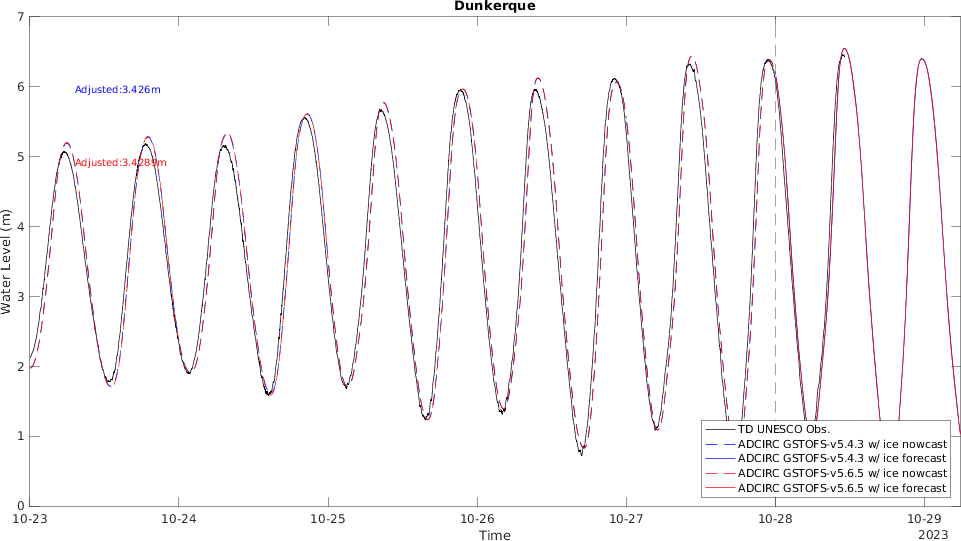 Dunkerque
7
6
5
4
3
2
1
0
Water Level (m)
Adjusted:3.426m
Adjusted:3.4289m
TD UNESCO Obs.
ADCIRC GSTOFS-v5.4.3 w/ ice nowcast
ADCIRC GSTOFS-v5.4.3 w/ ice forecast
ADCIRC GSTOFS-v5.6.5 w/ ice nowcast
ADCIRC GSTOFS-v5.6.5 w/ ice forecast
10-23 10-24 10-25 10-26 10-27 10-28 10-29
Time
2023